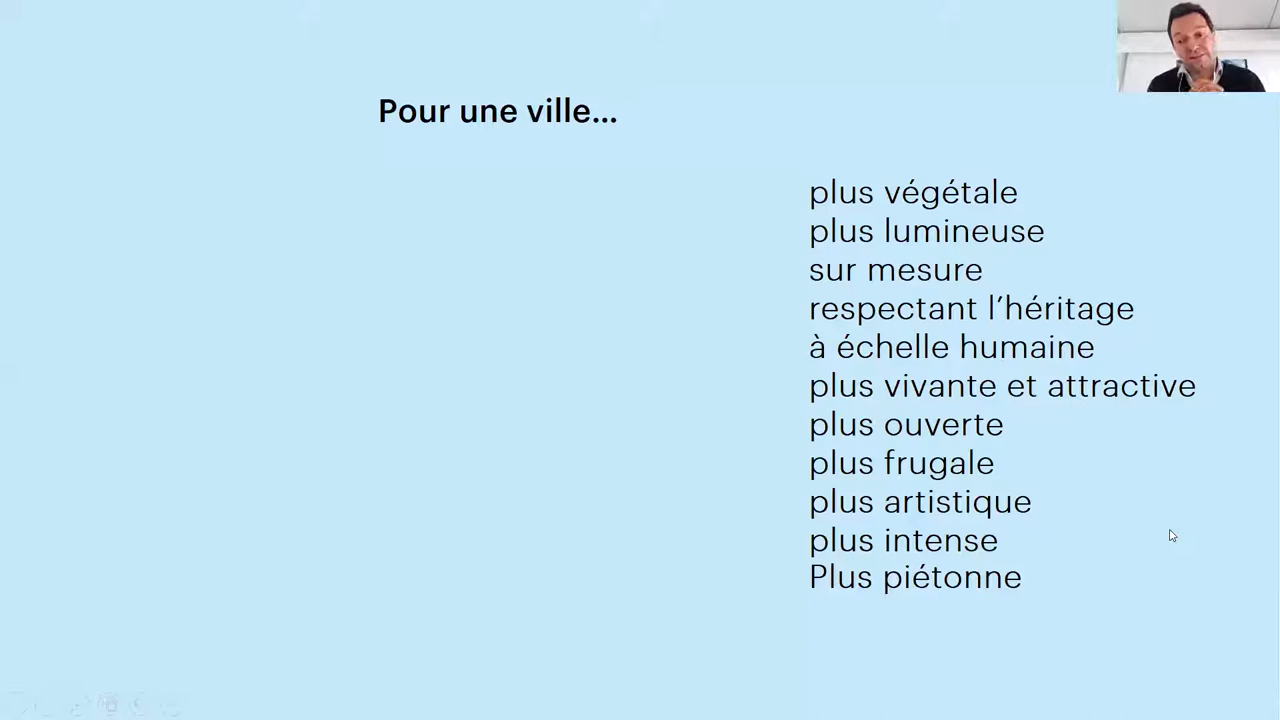 Pour une ville...
plus végétale
plus lumineuse
sur mesure
respectant l’héritage
à échelle humaine
plus vivante et attractive
plus ouverte
plus frugale
plus artistique
plus intense
Plus piétonne